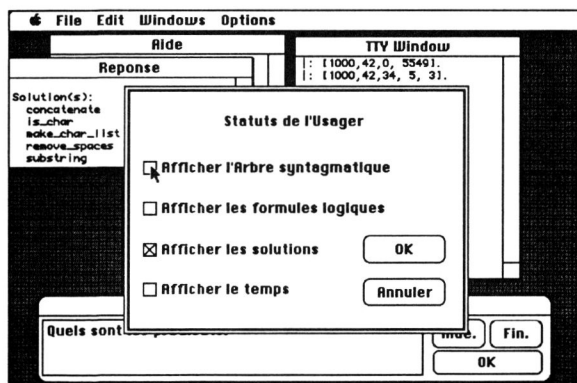 File Edit Windows Options
Aide
TTY Window
Reponse
|: [1000,42,0, 5549].
|: [1000,42,34, 5, 3].
Solution(s):
concatenate
is_char
make_char_list
remove_spaces
substring
Statuts de l'Usager
Afficher l'Arbre syntagmatique
Afficher les formules logiques
Afficher les solutions
OK
Afficher le temps
Annuler
Quels sont
Fin.
OK